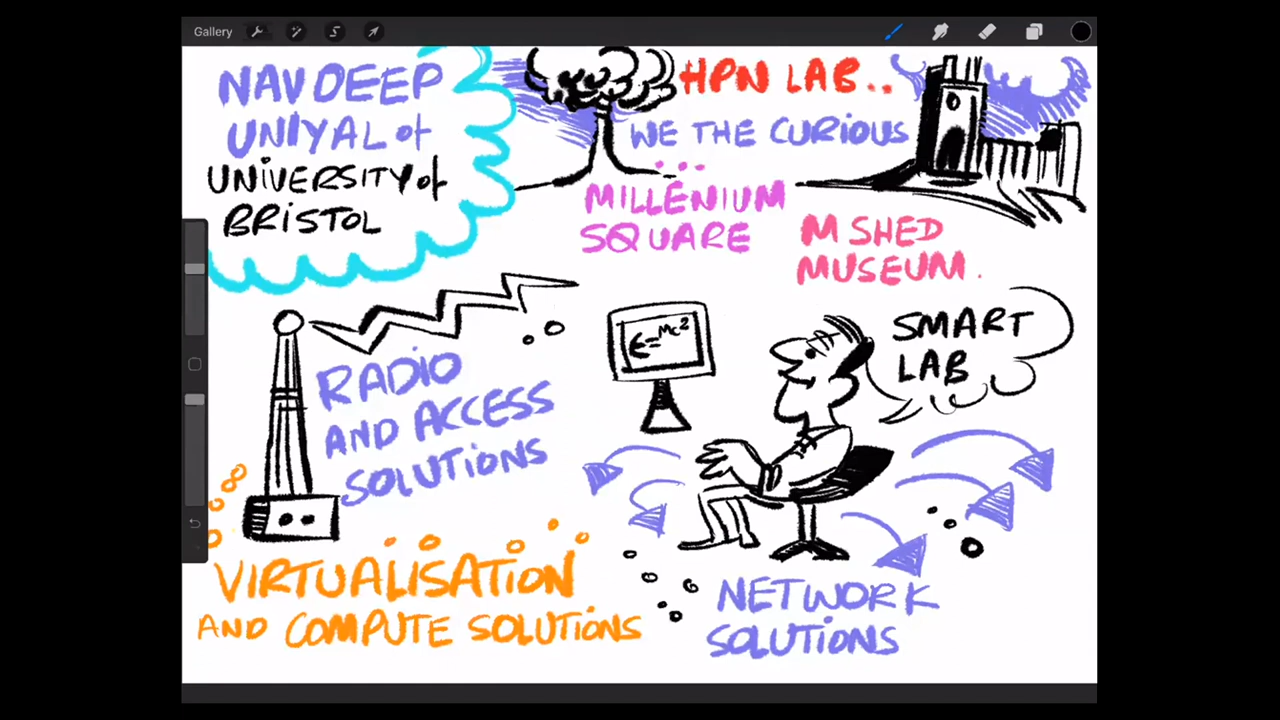 Gallery
NAVDEEP
UNIYAL of
UNIVERSITY of
BRISTOL
HPN LAB..
WE THE CURIOUS
...
MILLENIUM
SQUARE
M SHED
MUSEUM.
RADIO
AND ACCESS
SOLUTIONS
E=MC2
SMART
LAB
VIRTUALISATION
AND COMPUTE SOLUTIONS
NETWORK
SOLUTIONS